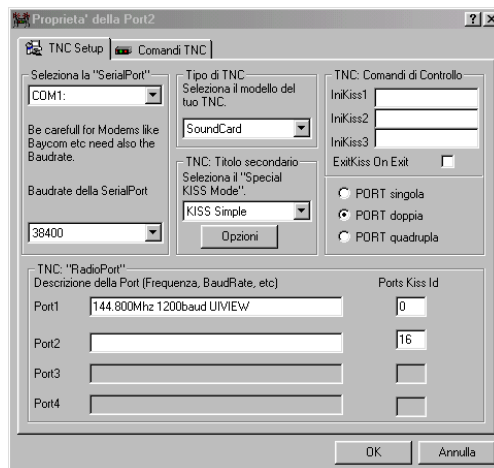 Proprieta' della Port2
TNC Setup
Comandi TNC
Seleziona la "SerialPort"
COM1:
Be carefull for Modems like
Baycom etc need also the
Baudrate.
Baudrate della SerialPort
38400
Tipo di TNC
Seleziona il modello del
tuo TNC.
SoundCard
TNC: Titolo secondario
Seleziona il "Special
KISS Mode".
KISS Simple
Opzioni
TNC: Comandi di Controllo
IniKiss1
IniKiss2
IniKiss3
ExitKiss On Exit
PORT singola
PORT doppia
PORT quadrupla
TNC: "RadioPort"
Descrizione della Port (Frequenza, BaudRate, etc)
Ports Kiss Id
Port1 144.800Mhz 1200baud UIVIEW 0
Port2 16
Port3
Port4
OK
Annulla